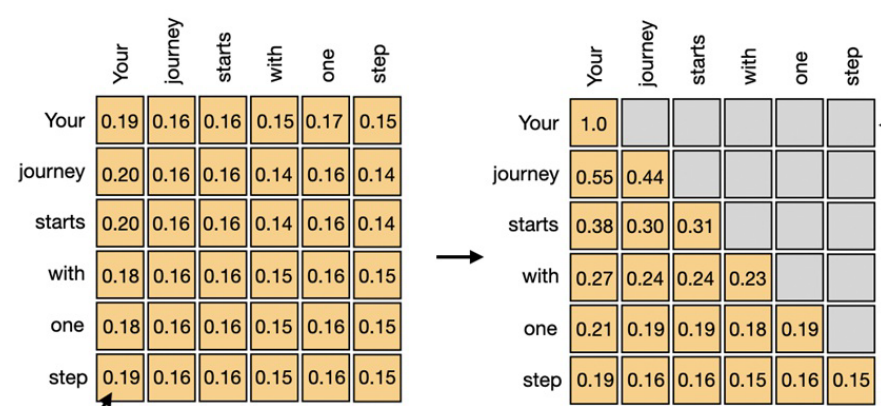 Your journey starts with one step
Your 0.19 0.16 0.16 0.15 0.17 0.15
journey 0.20 0.16 0.16 0.14 0.16 0.14
starts 0.20 0.16 0.16 0.14 0.16 0.14
with 0.18 0.16 0.16 0.15 0.16 0.15
one 0.18 0.16 0.16 0.15 0.16 0.15
step 0.19 0.16 0.16 0.15 0.16 0.15
Your journey starts with one step
Your 1.0
journey 0.55 0.44
starts 0.38 0.30 0.31
with 0.27 0.24 0.24 0.23
one 0.21 0.19 0.19 0.18 0.19
step 0.19 0.16 0.16 0.15 0.16 0.15